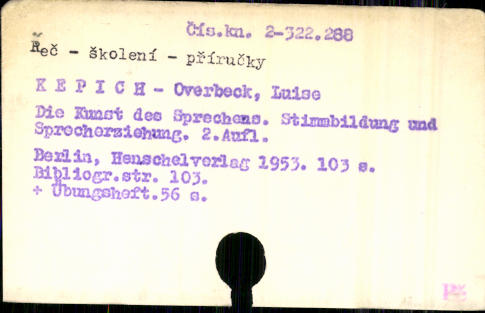 Čís.kn. 2-322.288
Řeč - školení - příručky
K E P I C H - Overbeck, Luise
Die Kunst des Sprechens. Stimmbildung und
Sprecherziehung. 2.Aufl.
Berlin, Henschelverlag 1953. 103 s.
Bibliogr.str. 103.
+ Übungsheft.56 s.